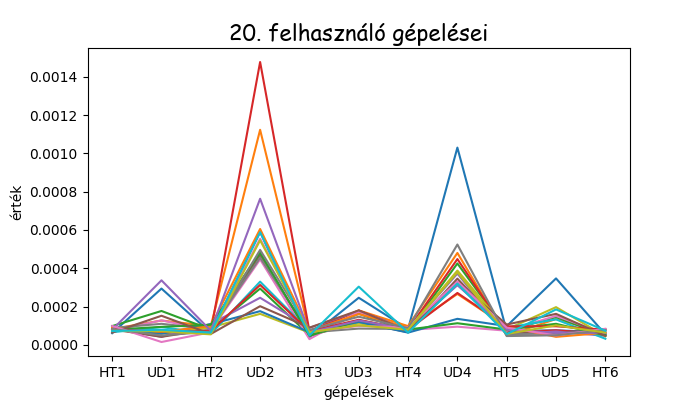 20. felhasználó gépelései
0.0014
0.0012
0.0010
0.0008
0.0006
0.0004
0.0002
0.0000
érték
HT1 UD1 HT2 UD2 HT3 UD3 HT4 UD4 HT5 UD5 HT6
gépelések